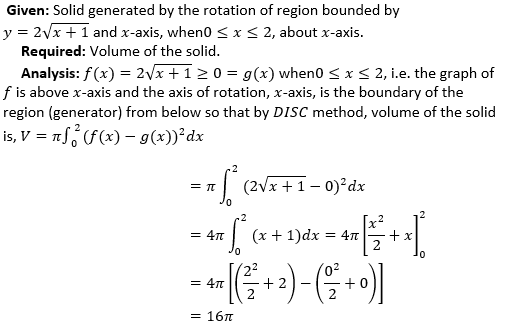 Given: Solid generated by the rotation of region bounded by
y = 2√x + 1 and x-axis, when0 ≤ x ≤ 2, about x-axis.
Required: Volume of the solid.
Analysis: f(x) = 2√x + 1 ≥ 0 = g(x) when0 ≤ x ≤ 2, i.e. the graph of
f is above x-axis and the axis of rotation, x-axis, is the boundary of the
region (generator) from below so that by DISC method, volume of the solid
is, V = π∫₀²(f(x) − g(x))²dx
= π ∫₀² (2√x + 1 − 0)²dx
= 4π ∫₀² (x + 1)dx = 4π [x²/2 + x]₀²
= 4π [(2²/2 + 2) − (0²/2 + 0)]
= 16π